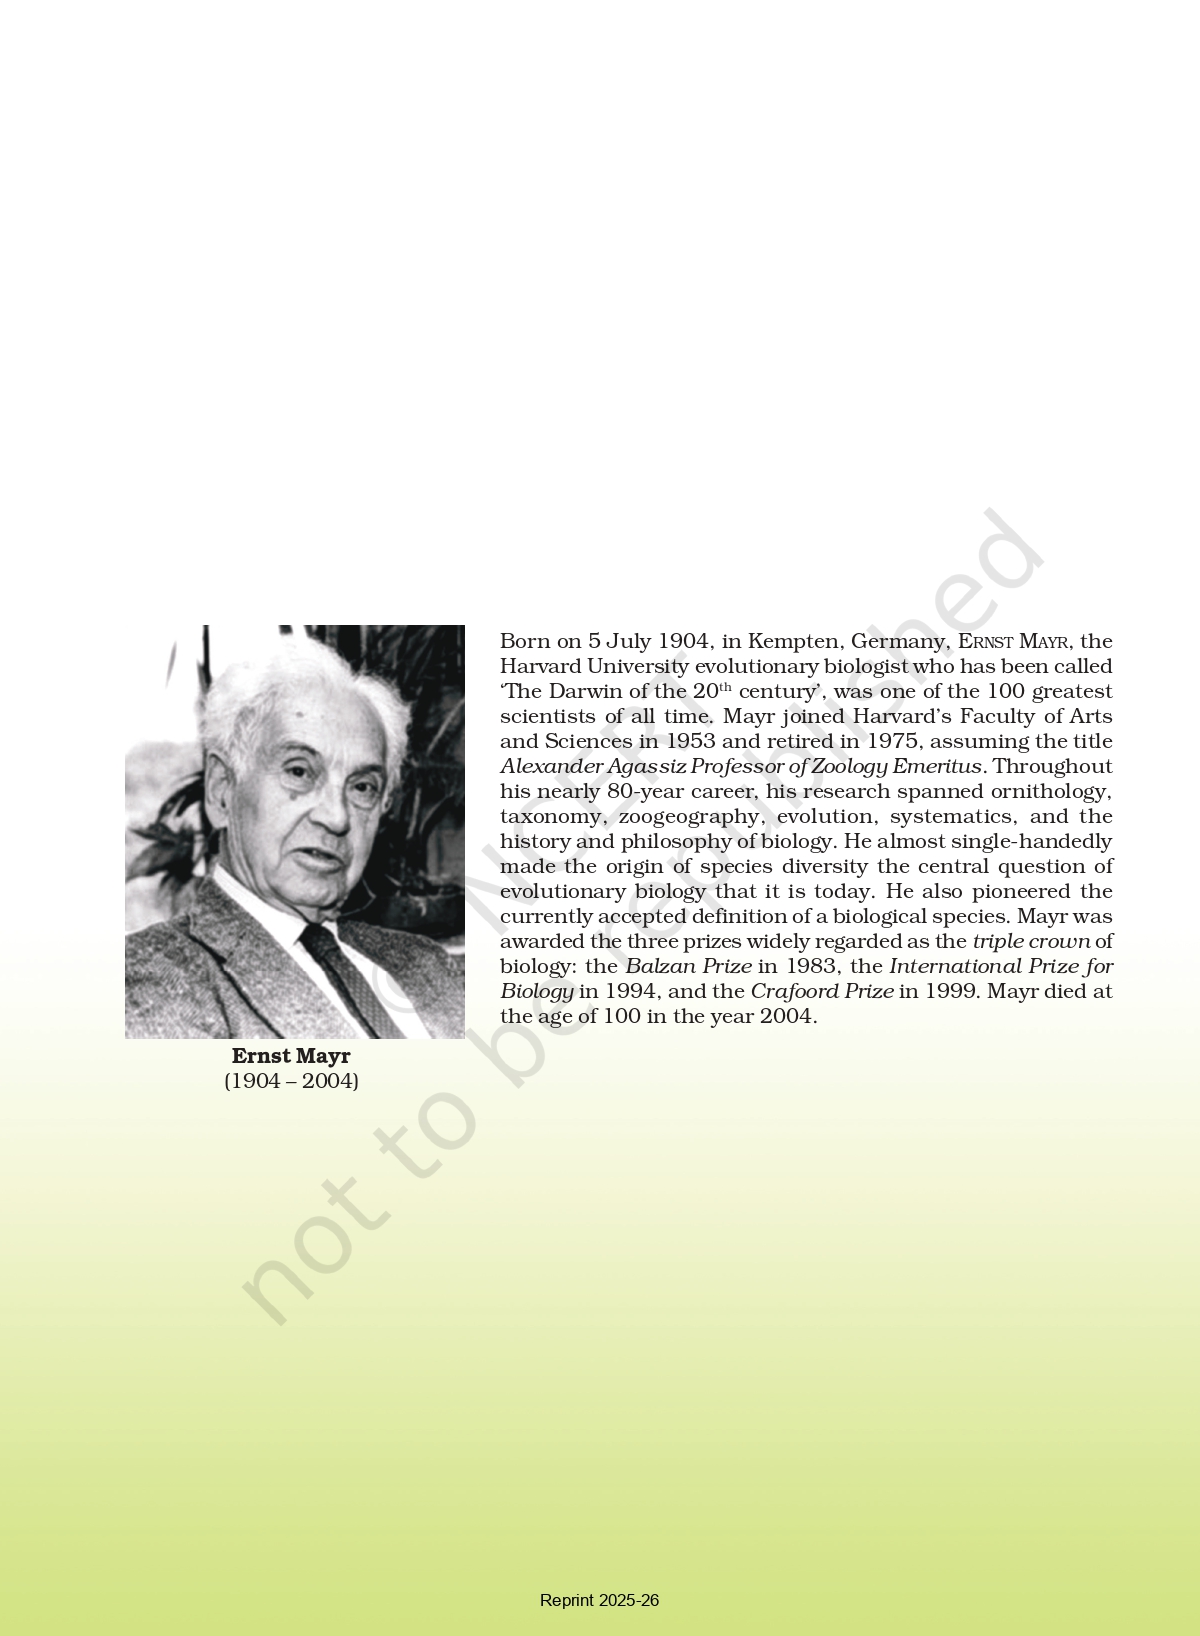 Born on 5 July 1904, in Kempten, Germany, ERNST MAYR, the
Harvard University evolutionary biologist who has been called
‘The Darwin of the 20th century’, was one of the 100 greatest
scientists of all time. Mayr joined Harvard’s Faculty of Arts
and Sciences in 1953 and retired in 1975, assuming the title
Alexander Agassiz Professor of Zoology Emeritus. Throughout
his nearly 80-year career, his research spanned ornithology,
taxonomy, zoogeography, evolution, systematics, and the
history and philosophy of biology. He almost single-handedly
made the origin of species diversity the central question of
evolutionary biology that it is today. He also pioneered the
currently accepted definition of a biological species. Mayr was
awarded the three prizes widely regarded as the triple crown of
biology: the Balzan Prize in 1983, the International Prize for
Biology in 1994, and the Crafoord Prize in 1999. Mayr died at
the age of 100 in the year 2004.
Ernst Mayr
(1904 – 2004)
© NCERT
not to be republished
Reprint 2025-26